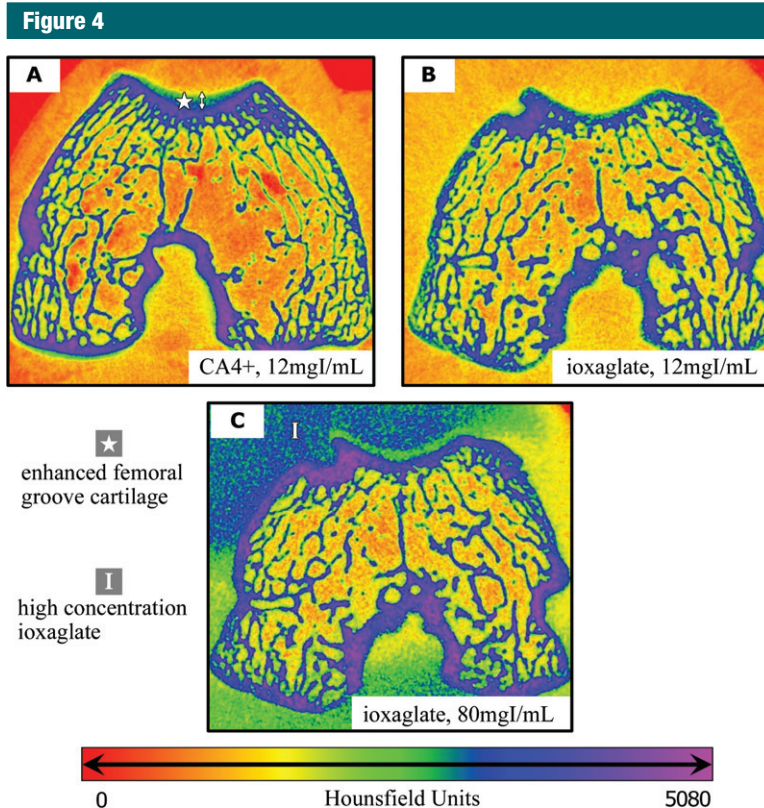 Figure 4
A
CA4+, 12mgI/mL
B
ioxaglate, 12mgI/mL
C
I
ioxaglate, 80mgI/mL
enhanced femoral
groove cartilage
I
high concentration
ioxaglate
0
Hounsfield Units
5080